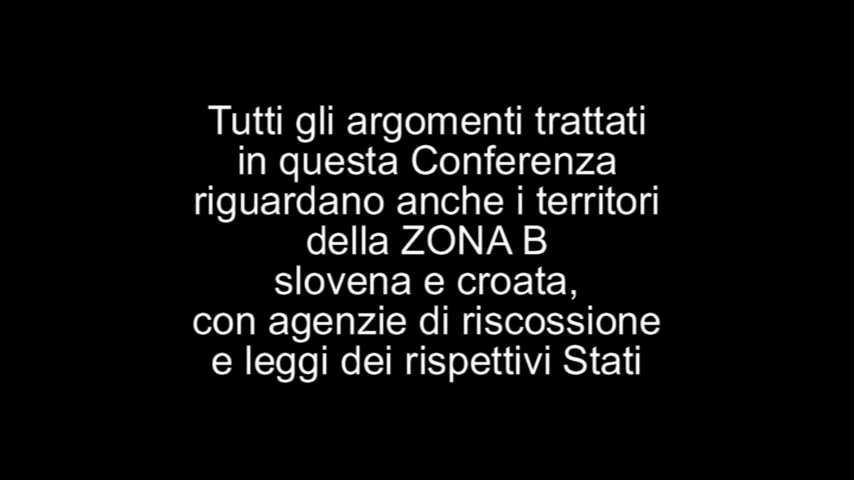 Tutti gli argomenti trattati
in questa Conferenza
riguardano anche i territori
della ZONA B
slovena e croata,
con agenzie di riscossione
e leggi dei rispettivi Stati